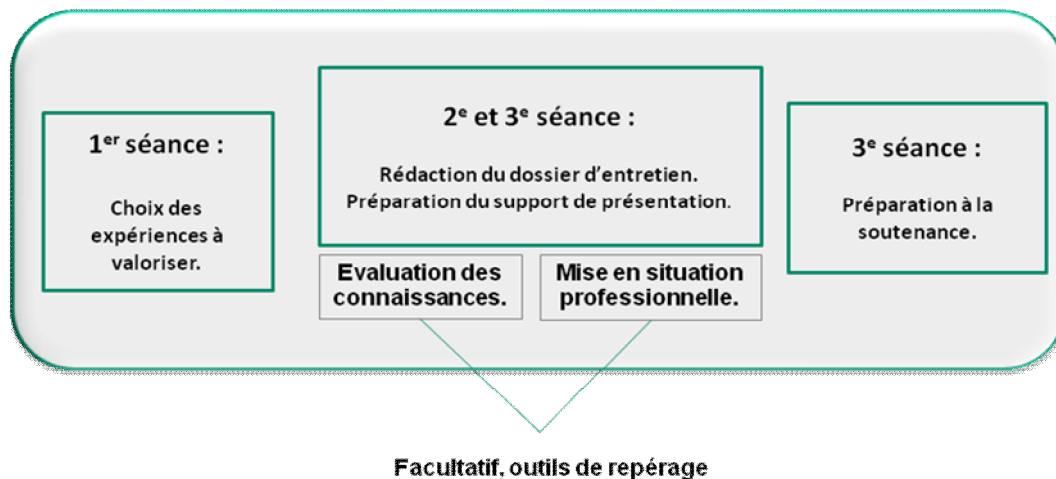 1er séance :
Choix des
expériences à
valoriser.
2e et 3e séance :
Rédaction du dossier d'entretien.
Préparation du support de présentation.
Evaluation des
connaissances.
Mise en situation
professionnelle.
3e séance :
Préparation à la
soutenance.
Facultatif, outils de repérage